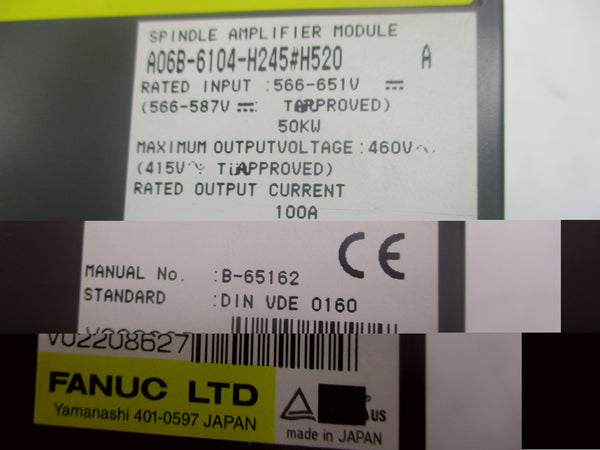 SPINDLE AMPLIFIER MODULE
A06B-6104-H245#H520 A
RATED INPUT :566-651V
(566-587V APPROVED)
50KW
MAXIMUM OUTPUTVOLTAGE :460V~.
(415V~ APPROVED)
RATED OUTPUT CURRENT
100A
CE
MANUAL No. :B-65162
STANDARD :DIN VDE 0160
V02208627
FANUC LTD
Yamanashi 401-0597 JAPAN
US
made in JAPAN